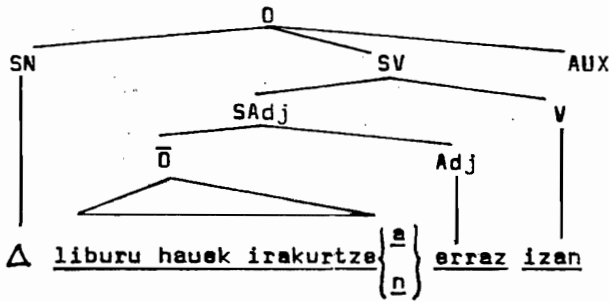 O
SN SV AUX
SAdj V
O̅ Adj
Δ liburu hauek irakurtze { a n } erraz izan